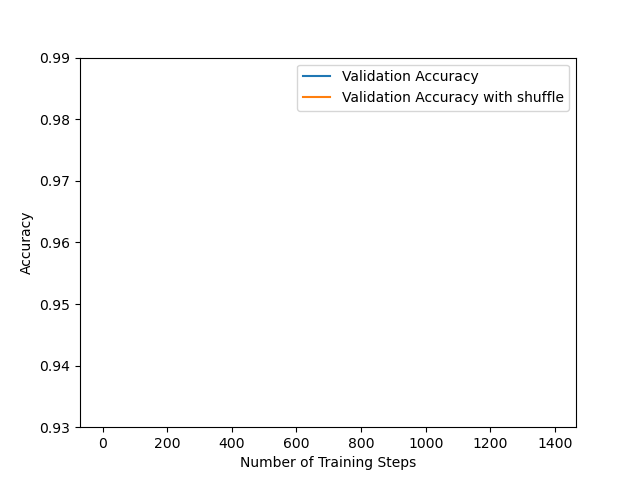 0.99
0.98
0.97
0.96
0.95
0.94
0.93
Accuracy
Validation Accuracy
Validation Accuracy with shuffle
0 200 400 600 800 1000 1200 1400
Number of Training Steps